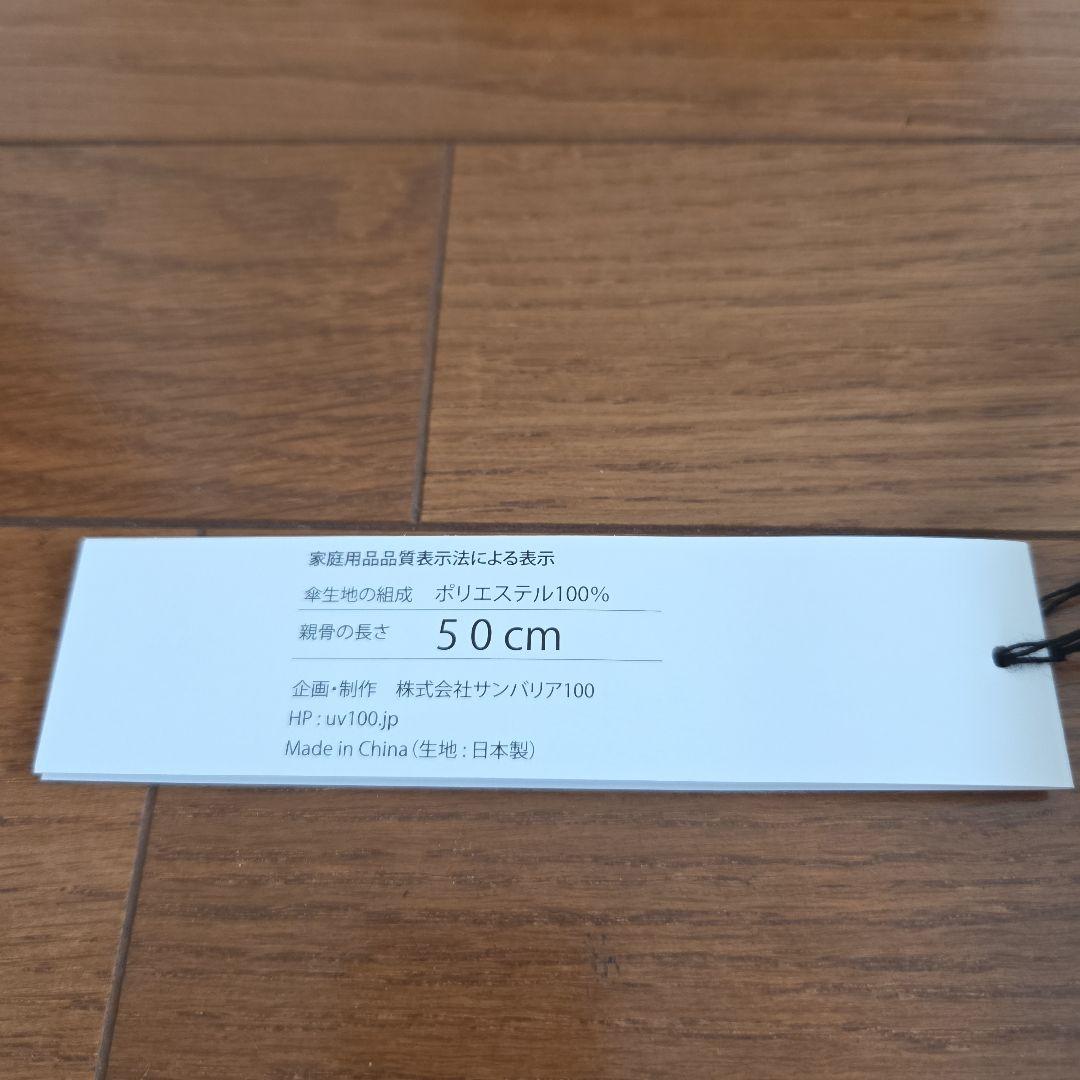 家庭用品品質表示法による表示
傘生地の組成 ポリエステル100%
親骨の長さ 50cm
企画・制作 株式会社サンバリア100
HP : uv100.jp
Made in China（生地 : 日本製）